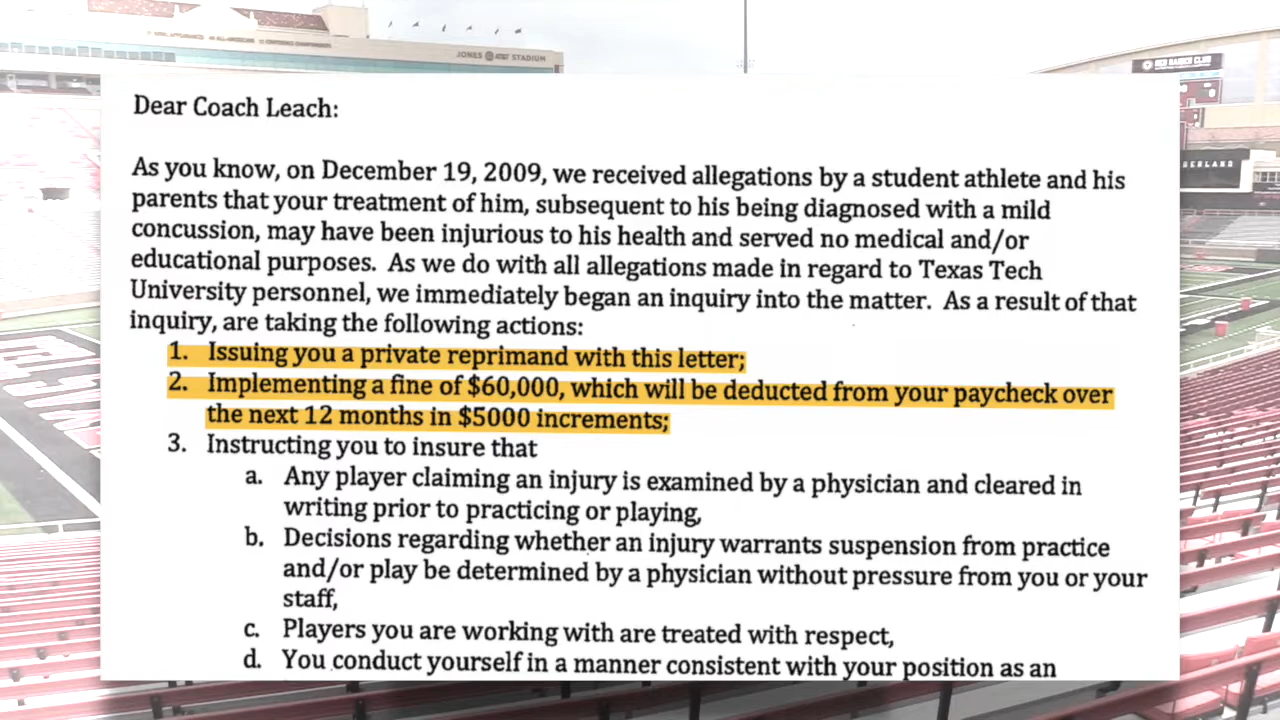 JONES AT&T STADIUM
Dear Coach Leach:
As you know, on December 19, 2009, we received allegations by a student athlete and his
parents that your treatment of him, subsequent to his being diagnosed with a mild
concussion, may have been injurious to his health and served no medical and/or
educational purposes. As we do with all allegations made in regard to Texas Tech
University personnel, we immediately began an inquiry into the matter. As a result of that
inquiry, are taking the following actions:
1. Issuing you a private reprimand with this letter;
2. Implementing a fine of $60,000, which will be deducted from your paycheck over
the next 12 months in $5000 increments;
3. Instructing you to insure that
a. Any player claiming an injury is examined by a physician and cleared in
writing prior to practicing or playing,
b. Decisions regarding whether an injury warrants suspension from practice
and/or play be determined by a physician without pressure from you or your
staff,
c. Players you are working with are treated with respect,
d. You conduct yourself in a manner consistent with your position as an